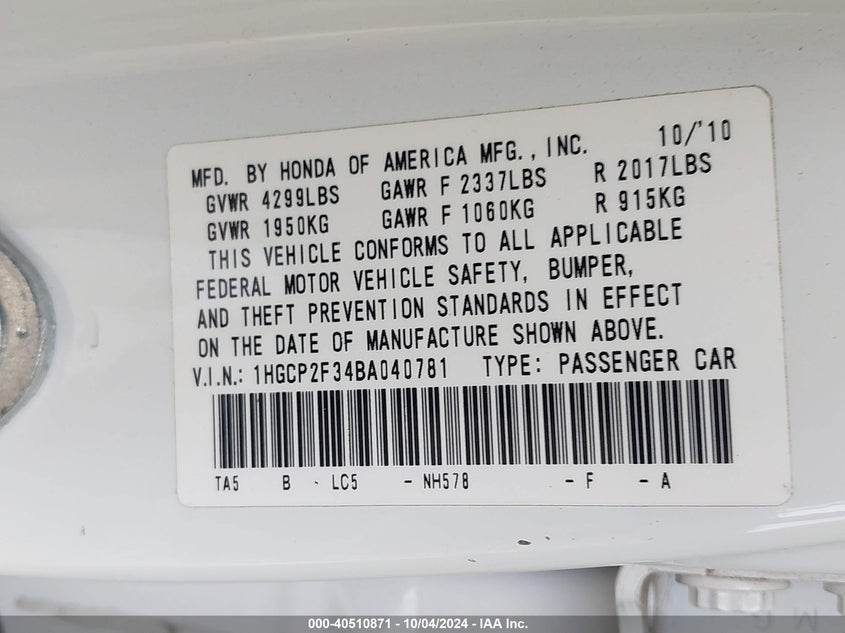 MFD. BY HONDA OF AMERICA MFG., INC. 10/'10
GVWR 4299LBS GAWR F 2337LBS R 2017LBS
GVWR 1950KG GAWR F 1060KG R 915KG
THIS VEHICLE CONFORMS TO ALL APPLICABLE
FEDERAL MOTOR VEHICLE SAFETY, BUMPER,
AND THEFT PREVENTION STANDARDS IN EFFECT
ON THE DATE OF MANUFACTURE SHOWN ABOVE.
V.I.N.: 1HGCP2F34BA040781 TYPE: PASSENGER CAR
TA5 B - LC5 - NH578 - F - A
000-40510871 - 10/04/2024 - IAA Inc.